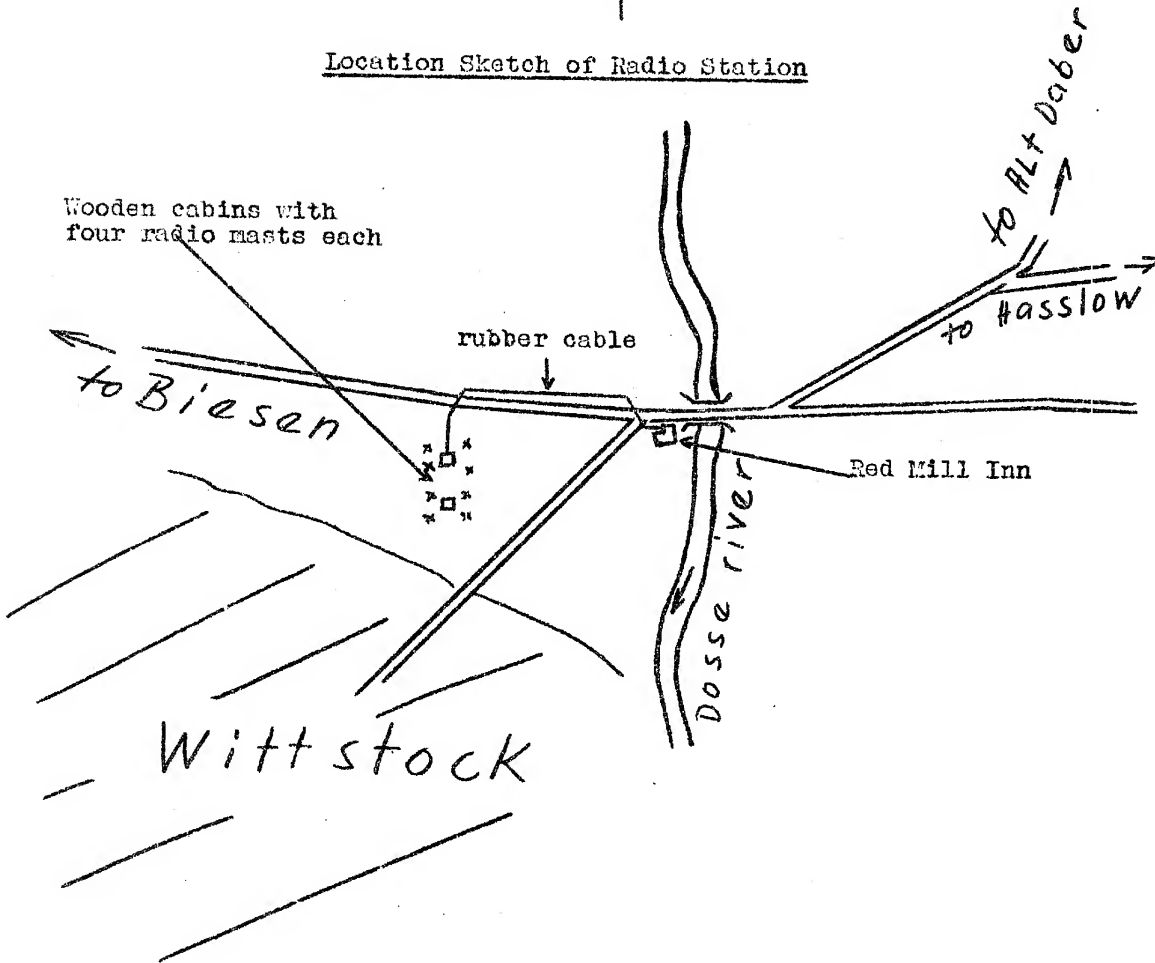 Location Sketch of Radio Station
to ALt Daber
Wooden cabins with
four radio masts each
to Hasslow
rubber cable
to Biesen
Red Mill Inn
Dosse river
Wittstock